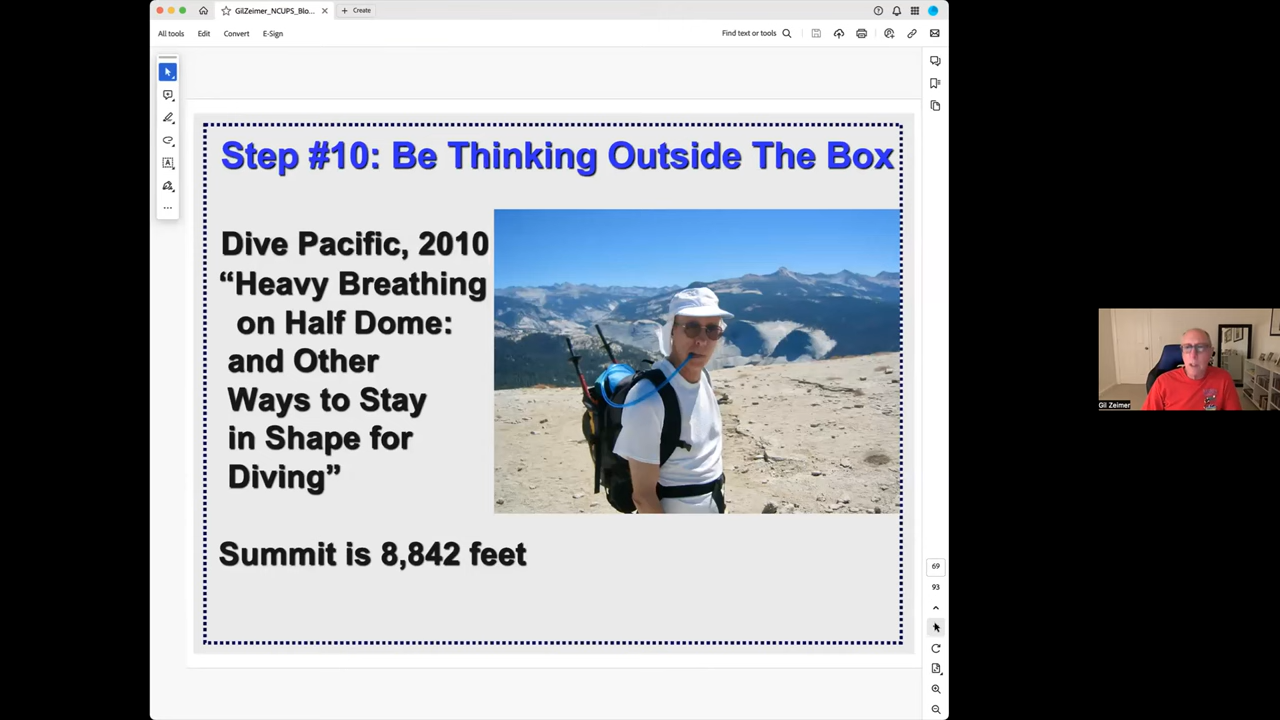 GilZeimer_NCUPS_Blo...
Create
All tools
Edit
Convert
E-Sign
Find text or tools
Step #10: Be Thinking Outside The Box
Dive Pacific, 2010
“Heavy Breathing
on Half Dome:
and Other
Ways to Stay
in Shape for
Diving”
Summit is 8,842 feet
69
93
Gil Zeimer